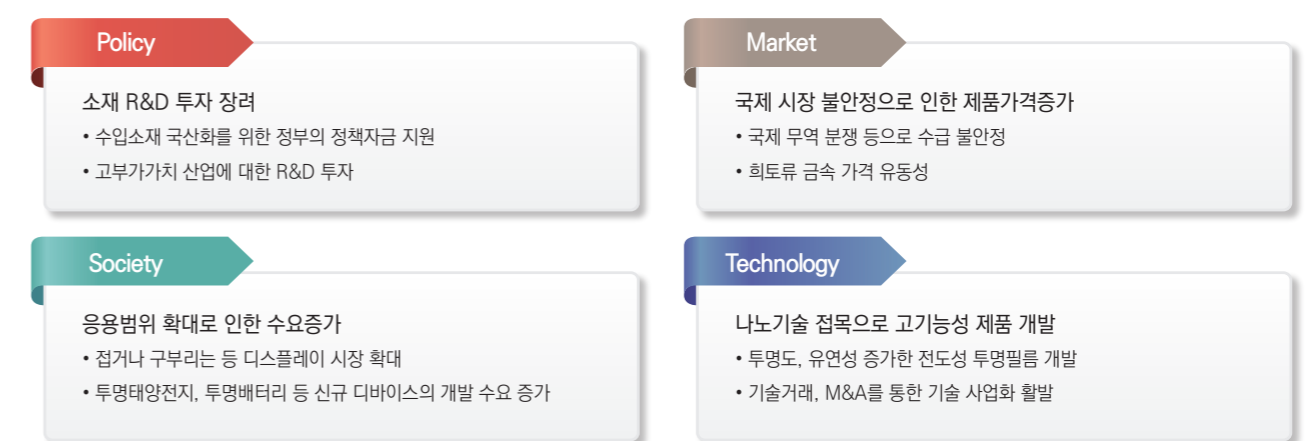 Policy
소재 R&D 투자 장려
• 수입소재 국산화를 위한 정부의 정책자금 지원
• 고부가가치 산업에 대한 R&D 투자
Market
국제 시장 불안정으로 인한 제품가격증가
• 국제 무역 분쟁 등으로 수급 불안정
• 희토류 금속 가격 유동성
Society
응용범위 확대로 인한 수요증가
• 접거나 구부리는 등 디스플레이 시장 확대
• 투명태양전지, 투명배터리 등 신규 디바이스의 개발 수요 증가
Technology
나노기술 접목으로 고기능성 제품 개발
• 투명도, 유연성 증가한 전도성 투명필름 개발
• 기술거래, M&A를 통한 기술 사업화 활발